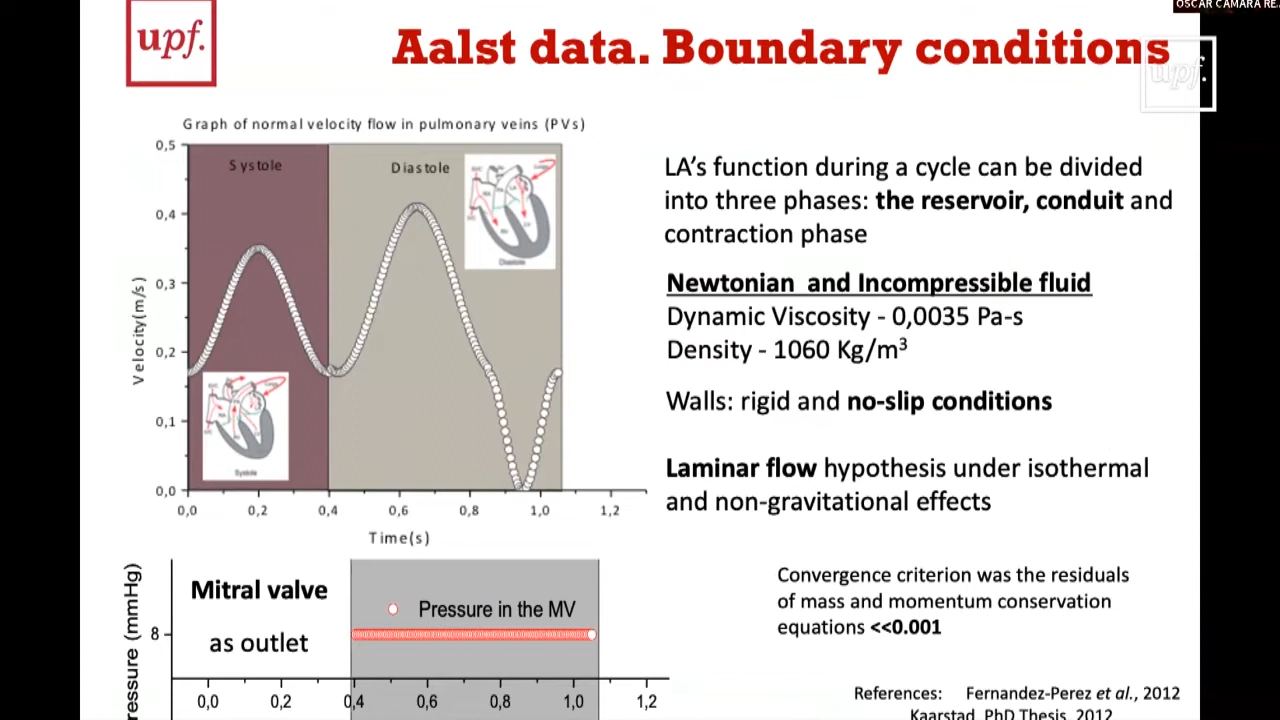 OSCAR CAMARA RE
upf.
Aalst data. Boundary conditions
upf.
Graph of normal velocity flow in pulmonary veins (PVs)
0,5
0,4
0,3
0,2
0,1
0,0
Velocity(m/s)
Systole
Diastole
Diastole
Systole
0,0 0,2 0,4 0,6 0,8 1,0 1,2
Time(s)
LA's function during a cycle can be divided
into three phases: the reservoir, conduit and
contraction phase
Newtonian and Incompressible fluid
Dynamic Viscosity - 0,0035 Pa-s
Density - 1060 Kg/m³
Walls: rigid and no-slip conditions
Laminar flow hypothesis under isothermal
and non-gravitational effects
ressure (mmHg)
8
Mitral valve
as outlet
Pressure in the MV
0,0 0,2 0,4 0,6 0,8 1,0 1,2
Convergence criterion was the residuals
of mass and momentum conservation
equations <<0.001
References: Fernandez-Perez et al., 2012
Kaarstad, PhD Thesis, 2012